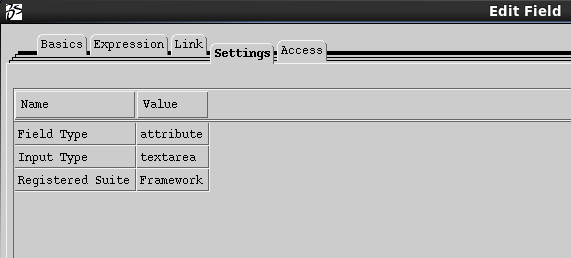 Edit Field
Basics Expression Link Settings Access
Name Value
Field Type attribute
Input Type textarea
Registered Suite Framework